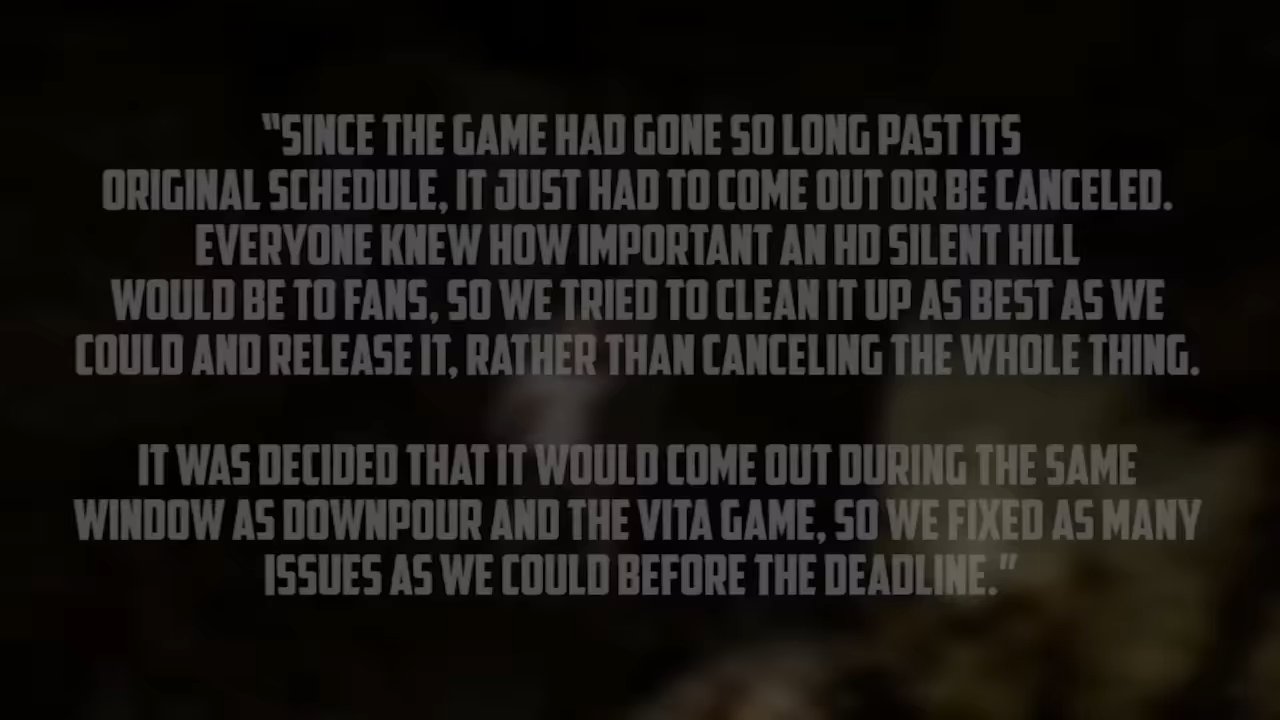 "SINCE THE GAME HAD GONE SO LONG PAST ITS
ORIGINAL SCHEDULE, IT JUST HAD TO COME OUT OR BE CANCELED.
EVERYONE KNEW HOW IMPORTANT AN HD SILENT HILL
WOULD BE TO FANS, SO WE TRIED TO CLEAN IT UP AS BEST AS WE
COULD AND RELEASE IT, RATHER THAN CANCELING THE WHOLE THING.
IT WAS DECIDED THAT IT WOULD COME OUT DURING THE SAME
WINDOW AS DOWNPOUR AND THE VITA GAME, SO WE FIXED AS MANY
ISSUES AS WE COULD BEFORE THE DEADLINE."